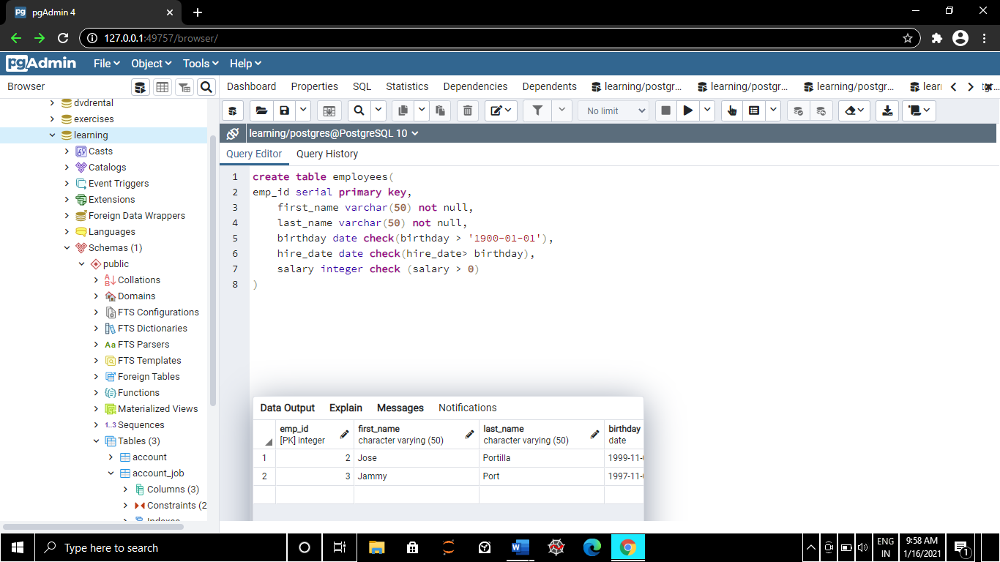 pgAdmin 4
127.0.0.1:49757/browser/
pgAdmin File Object Tools Help
Browser
Dashboard Properties SQL Statistics Dependencies Dependents learning/postgr... learning/postgr... learning/postgr... lear
No limit
learning/postgres@PostgreSQL 10
Query Editor Query History
dvdrental
exercises
learning
Casts
Catalogs
Event Triggers
Extensions
Foreign Data Wrappers
Languages
Schemas (1)
public
Collations
Domains
FTS Configurations
FTS Dictionaries
Aa FTS Parsers
FTS Templates
Foreign Tables
Functions
Materialized Views
1..3 Sequences
Tables (3)
account
account_job
Columns (3)
Constraints (2
Indexes
1 create table employees(
2 emp_id serial primary key,
3 first_name varchar(50) not null,
4 last_name varchar(50) not null,
5 birthday date check(birthday > '1900-01-01'),
6 hire_date date check(hire_date> birthday),
7 salary integer check (salary > 0)
8 )
Data Output Explain Messages Notifications
emp_id first_name last_name birthday
[PK] integer character varying (50) character varying (50) date
1 2 Jose Portilla 1999-11-
2 3 Jammy Port 1997-11-
Type here to search
ENG
IN
9:58 AM
1/16/2021
1